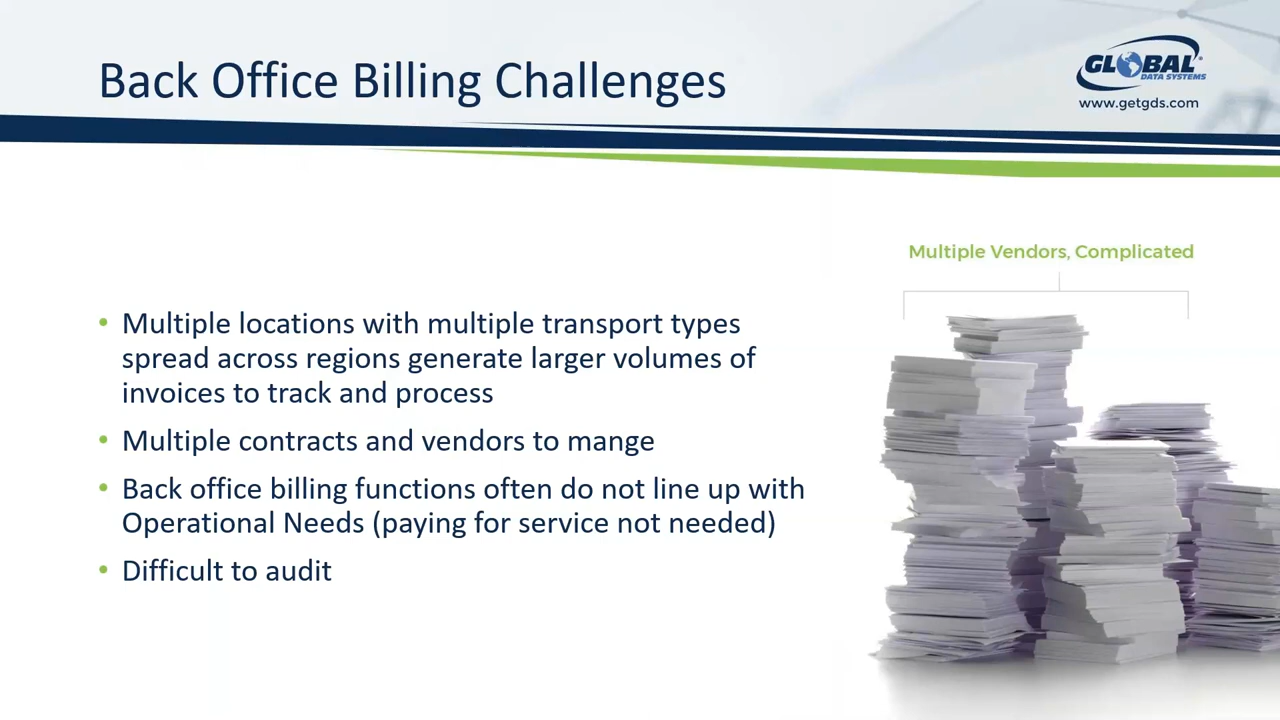 Back Office Billing Challenges
GLOBAL®
DATA SYSTEMS
www.getgds.com
Multiple Vendors, Complicated
• Multiple locations with multiple transport types
spread across regions generate larger volumes of
invoices to track and process
• Multiple contracts and vendors to mange
• Back office billing functions often do not line up with
Operational Needs (paying for service not needed)
• Difficult to audit